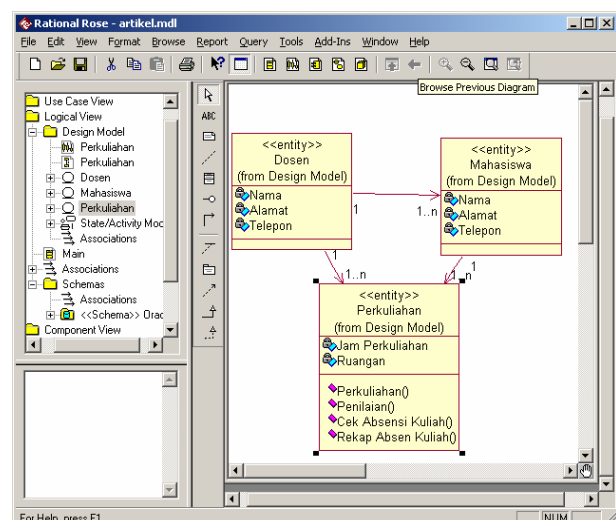 Rational Rose - artikel.mdl
File Edit View Format Browse Report Query Tools Add-Ins Window Help
Browse Previous Diagram
Use Case View
Logical View
Design Model
Perkuliahan
Perkuliahan
Dosen
Mahasiswa
Perkuliahan
State/Activity Moc
Associations
Main
Associations
Schemas
Associations
<<Schema>> Orac
Component View
ABC
<<entity>>
Dosen
(from Design Model)
Nama
Alamat
Telepon
<<entity>>
Mahasiswa
(from Design Model)
Nama
Alamat
Telepon
1
1..n
1
1..n
1
1..n
<<entity>>
Perkuliahan
(from Design Model)
Jam Perkuliahan
Ruangan
Perkuliahan()
Penilaian()
Cek Absensi Kuliah()
Rekap Absen Kuliah()
For Help, press F1
NUM